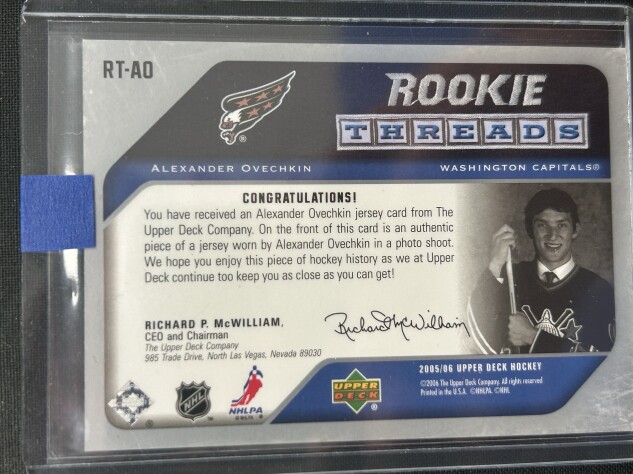 RT-AO
ROOKIE
THREADS
ALEXANDER OVECHKIN
WASHINGTON CAPITALS®
CONGRATULATIONS!
You have received an Alexander Ovechkin jersey card from The
Upper Deck Company. On the front of this card is an authentic
piece of a jersey worn by Alexander Ovechkin in a photo shoot.
We hope you enjoy this piece of hockey history as we at Upper
Deck continue too keep you as close as you can get!
RICHARD P. McWILLIAM,
CEO and Chairman
The Upper Deck Company
985 Trade Drive, North Las Vegas, Nevada 89030
Richard McWilliam
NHL
NHLPA
UPPER
DECK
®
2005/06 UPPER DECK HOCKEY
©2006 The Upper Deck Company. All rights reserved
Printed in the U.S.A. ©NHLPA. ©NHL